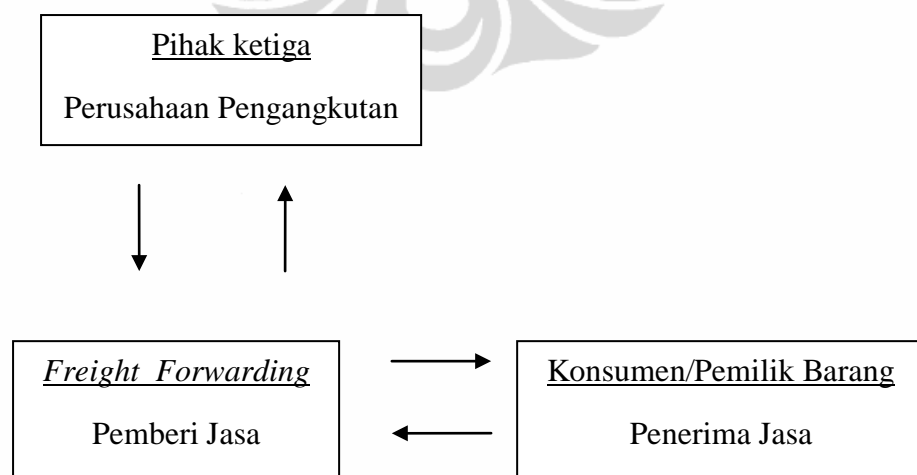 Pihak ketiga
Perusahaan Pengangkutan
Freight Forwarding
Pemberi Jasa
Konsumen/Pemilik Barang
Penerima Jasa